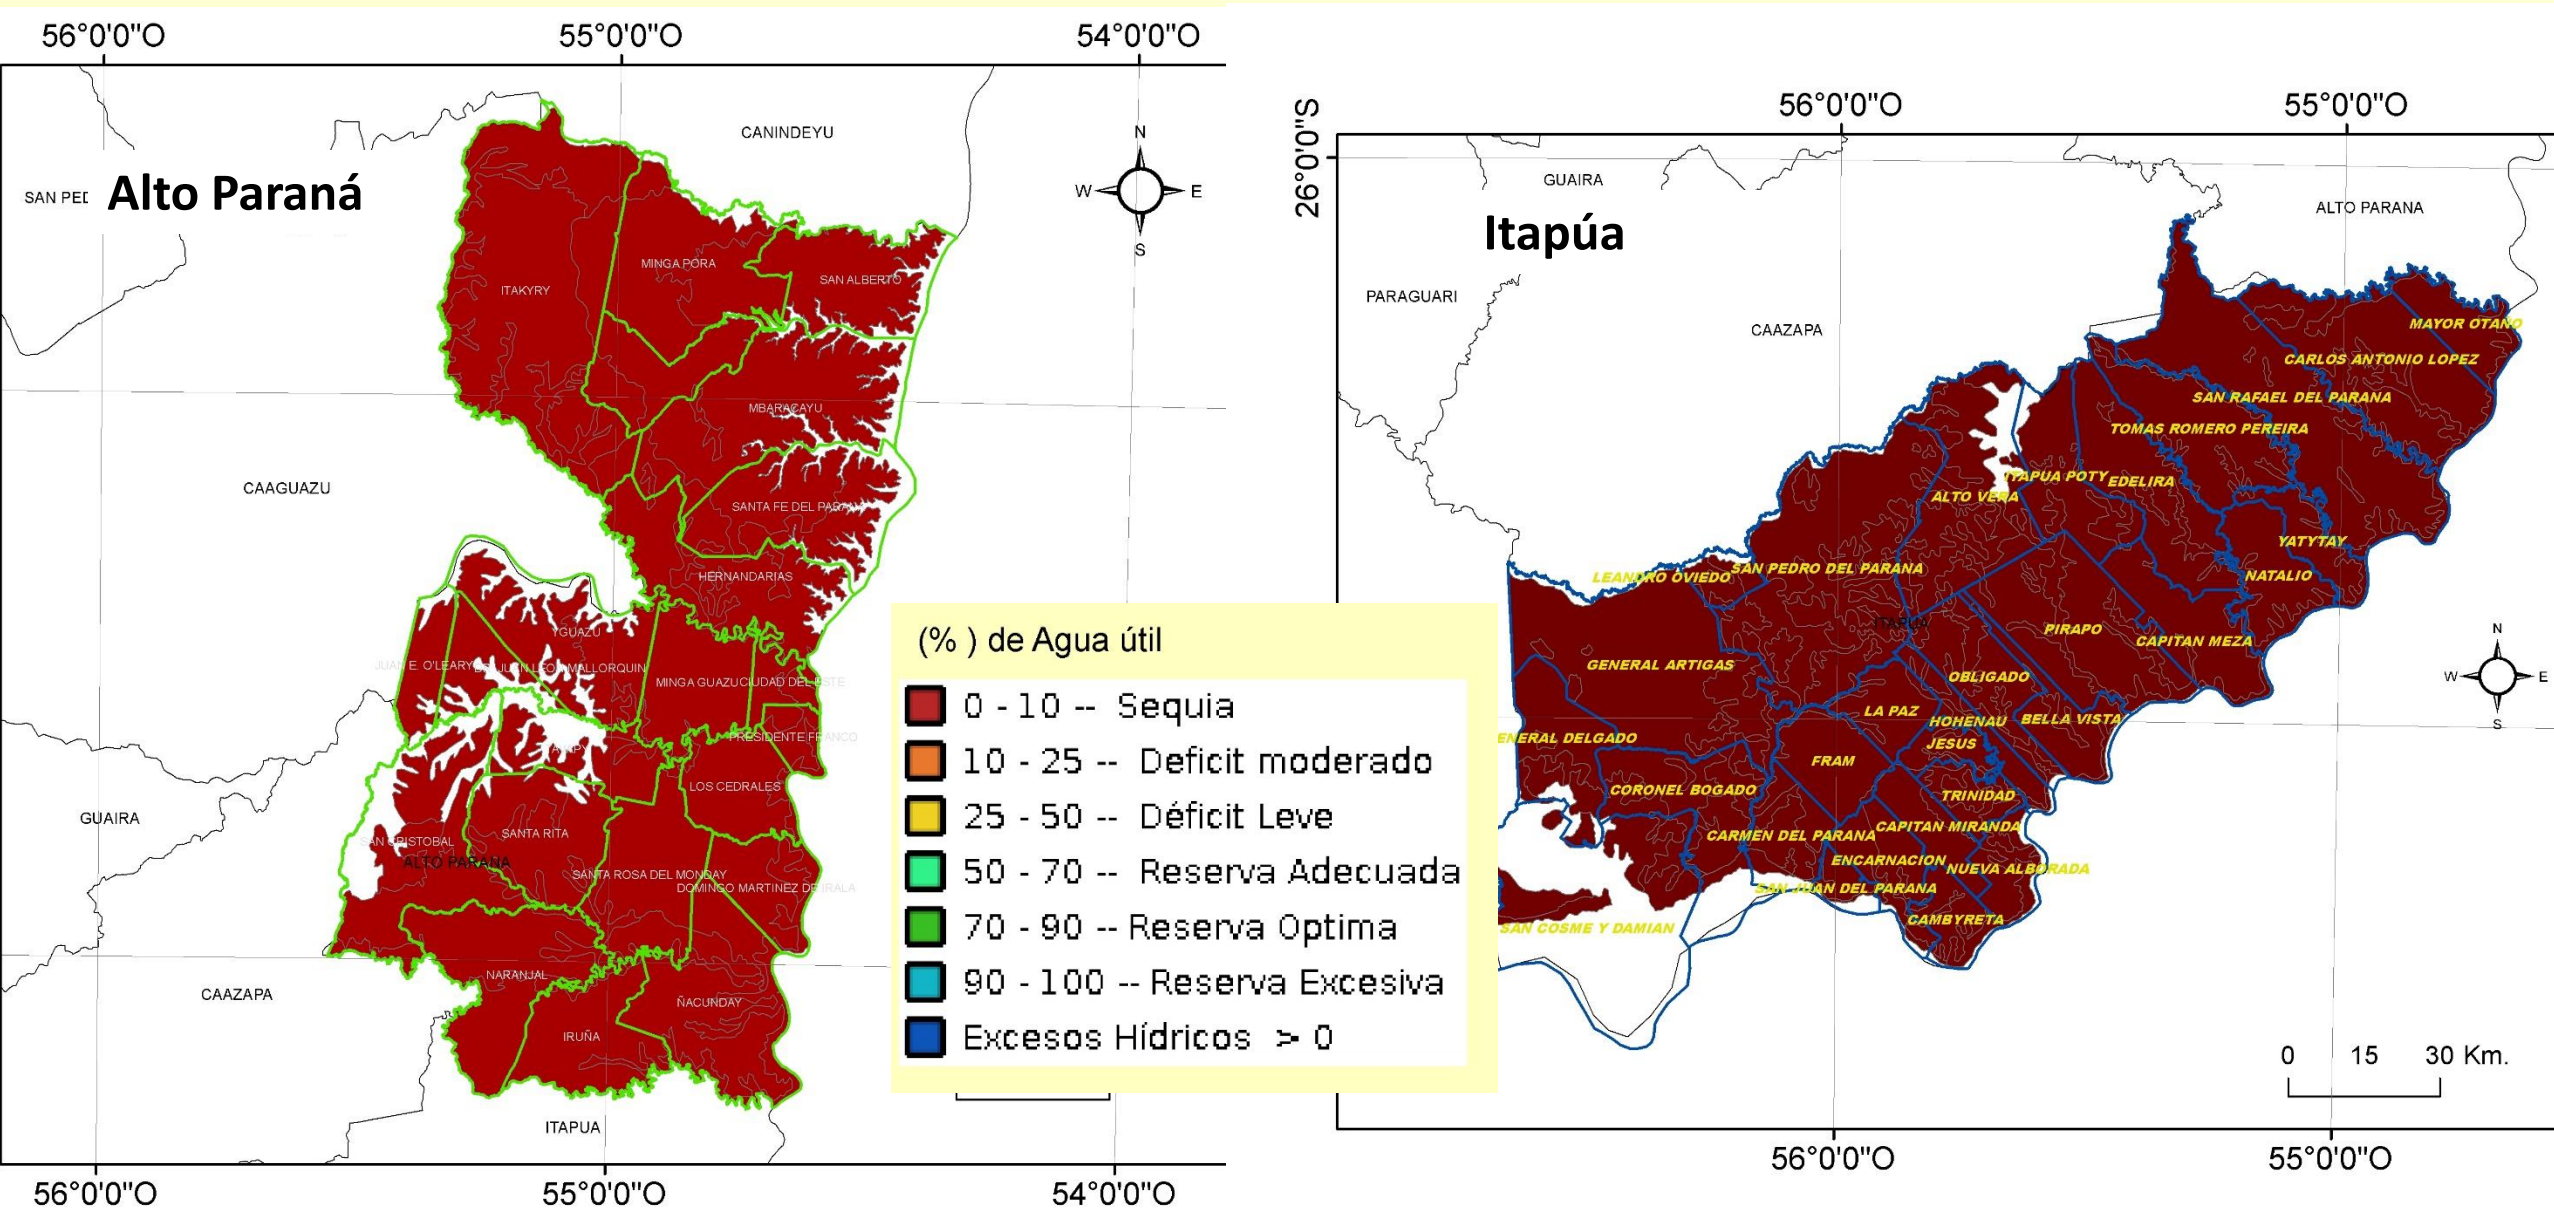 56°0'0"O
55°0'0"O
54°0'0"O
CANINDEYU
N
W
E
S
SAN PED
Alto Paraná
MINGA PORA
SAN ALBERTO
ITAKYRY
MBARACAYU
CAAGUAZU
SANTA FE DEL PARANA
HERNANDARIAS
YGUAZU
JUAN E. O'LEARY
DR. JUAN LEON MALLORQUIN
MINGA GUAZU
CIUDAD DEL ESTE
PRESIDENTE FRANCO
LOS CEDRALES
GUAIRA
SANTA RITA
SAN CRISTOBAL
ALTO PARANA
SANTA ROSA DEL MONDAY
DOMINGO MARTINEZ DE IRALA
NARANJAL
CAAZAPA
ÑACUNDAY
IRUÑA
ITAPUA
56°0'0"O
55°0'0"O
54°0'0"O
(% ) de Agua útil
0 - 10 -- Sequia
10 - 25 -- Deficit moderado
25 - 50 -- Déficit Leve
50 - 70 -- Reserva Adecuada
70 - 90 -- Reserva Optima
90 - 100 -- Reserva Excesiva
Excesos Hídricos > 0
56°0'0"O
55°0'0"O
26°0'0"S
GUAIRA
ALTO PARANA
Itapúa
PARAGUARI
CAAZAPA
MAYOR OTAÑO
CARLOS ANTONIO LOPEZ
SAN RAFAEL DEL PARANA
TOMAS ROMERO PEREIRA
ITAPUA POTY
EDELIRA
ALTO VERA
YATYTAY
LEANDRO OVIEDO
SAN PEDRO DEL PARANA
NATALIO
ITAPUA
PIRAPO
CAPITAN MEZA
GENERAL ARTIGAS
OBLIGADO
N
W
E
S
LA PAZ
HOHENAU
BELLA VISTA
ENERAL DELGADO
JESUS
FRAM
CORONEL BOGADO
TRINIDAD
CARMEN DEL PARANA
CAPITAN MIRANDA
ENCARNACION
NUEVA ALBORADA
SAN JUAN DEL PARANA
CAMBYRETA
SAN COSME Y DAMIAN
0 15 30 Km.
56°0'0"O
55°0'0"O